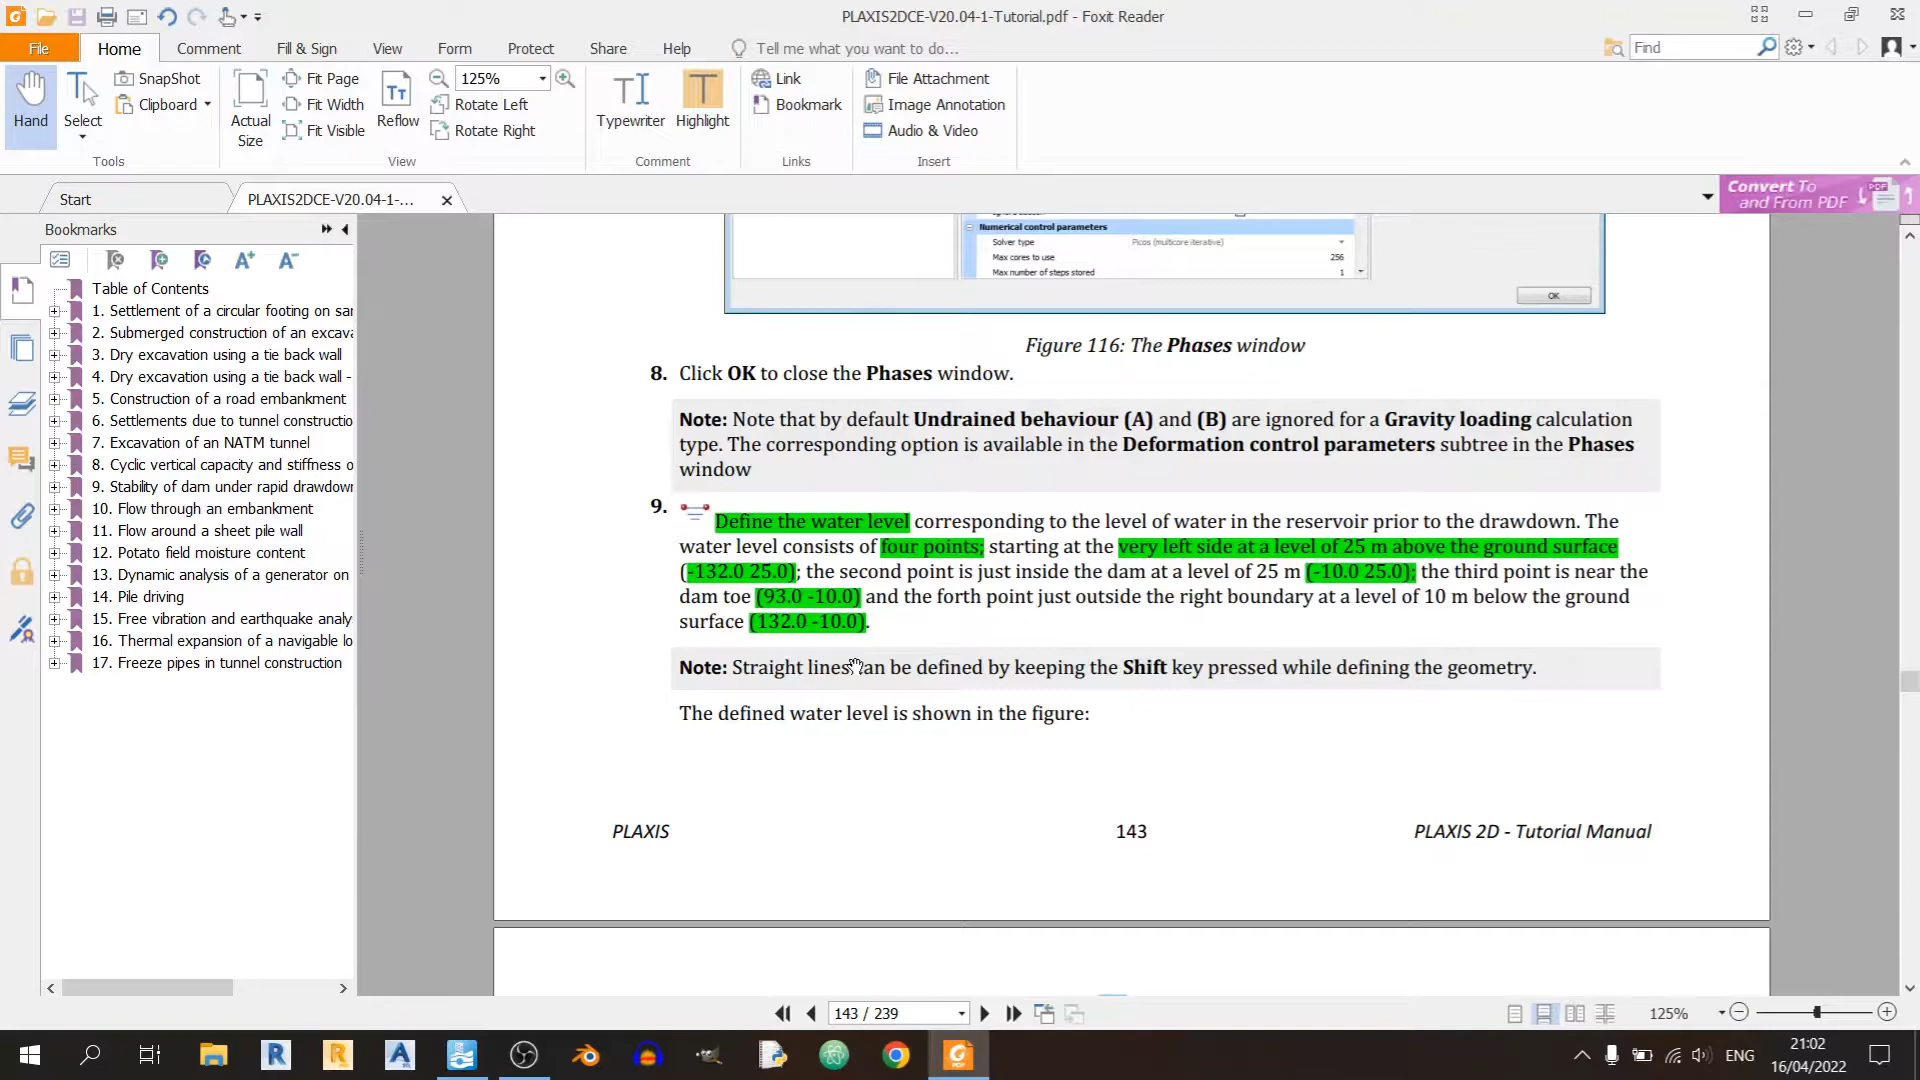 PLAXIS2DCE-V20.04-1-Tutorial.pdf - Foxit Reader
File Home Comment Fill & Sign View Form Protect Share Help Tell me what you want to do... Find
Hand
Select
SnapShot
Clipboard
Tools
Actual
Size
Fit Page
Fit Width
Fit Visible
Reflow
125%
Rotate Left
Rotate Right
View
Typewriter
Highlight
Comment
Link
Bookmark
Links
File Attachment
Image Annotation
Audio & Video
Insert
Start
PLAXIS2DCE-V20.04-1-...
Convert To
and From PDF
PDF
Bookmarks
Table of Contents
1. Settlement of a circular footing on sar
2. Submerged construction of an excava
3. Dry excavation using a tie back wall
4. Dry excavation using a tie back wall -
5. Construction of a road embankment
6. Settlements due to tunnel constructio
7. Excavation of an NATM tunnel
8. Cyclic vertical capacity and stiffness o
9. Stability of dam under rapid drawdown
10. Flow through an embankment
11. Flow around a sheet pile wall
12. Potato field moisture content
13. Dynamic analysis of a generator on
14. Pile driving
15. Free vibration and earthquake analy
16. Thermal expansion of a navigable lo
17. Freeze pipes in tunnel construction
Numerical control parameters
Solver type Picos (multicore iterative)
Max cores to use 256
Max number of steps stored 1
OK
Figure 116: The Phases window
8. Click OK to close the Phases window.
Note: Note that by default Undrained behaviour (A) and (B) are ignored for a Gravity loading calculation
type. The corresponding option is available in the Deformation control parameters subtree in the Phases
window
9. Define the water level corresponding to the level of water in the reservoir prior to the drawdown. The
water level consists of four points; starting at the very left side at a level of 25 m above the ground surface
(-132.0 25.0); the second point is just inside the dam at a level of 25 m (-10.0 25.0); the third point is near the
dam toe (93.0 -10.0) and the forth point just outside the right boundary at a level of 10 m below the ground
surface (132.0 -10.0).
Note: Straight lines can be defined by keeping the Shift key pressed while defining the geometry.
The defined water level is shown in the figure:
PLAXIS 143 PLAXIS 2D - Tutorial Manual
143 / 239
125%
ENG
21:02
16/04/2022